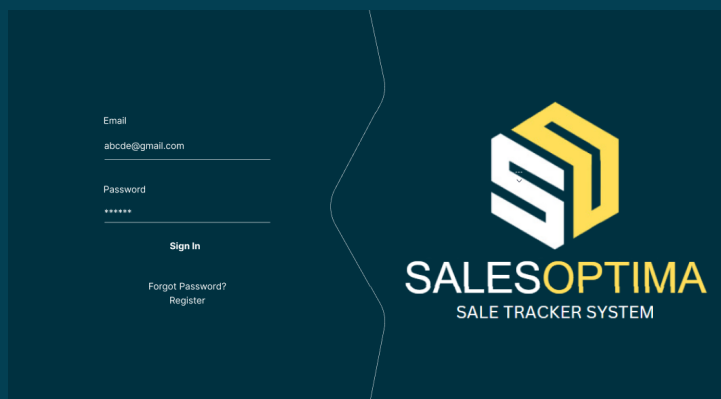 Email
abcde@gmail.com
Password
******
Sign In
Forgot Password?
Register
SALESOPTIMA
SALE TRACKER SYSTEM